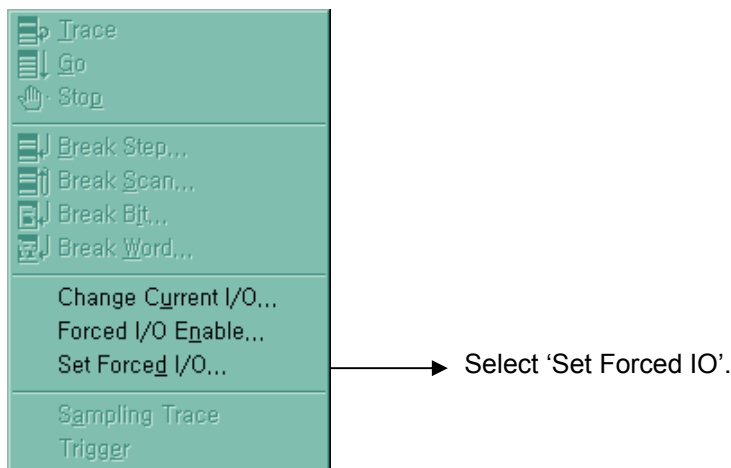 Trace
Go
Stop
Break Step...
Break Scan...
Break Bit...
Break Word...
Change Current I/O...
Forced I/O Enable...
Set Forced I/O...
Select ‘Set Forced IO’.
Sampling Trace
Trigger